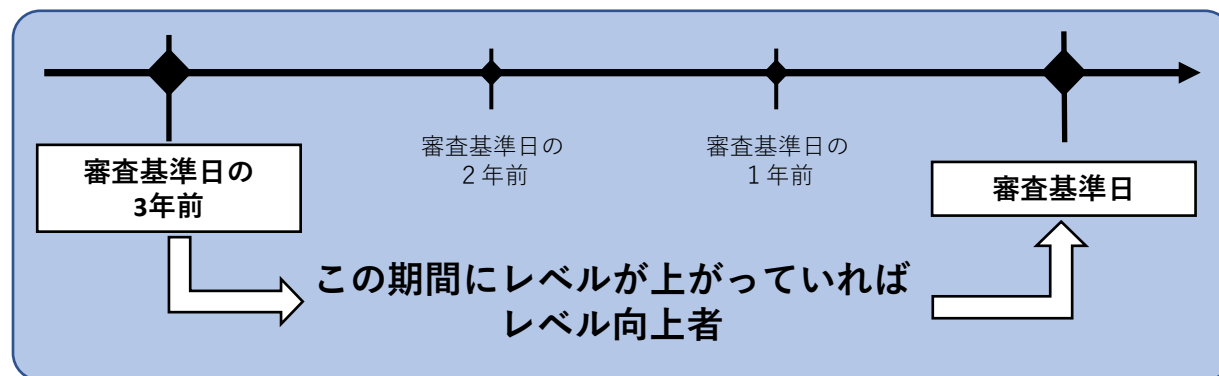 審査基準日の
3年前
審査基準日の
２年前
審査基準日の
１年前
審査基準日
この期間にレベルが上がっていれば
レベル向上者